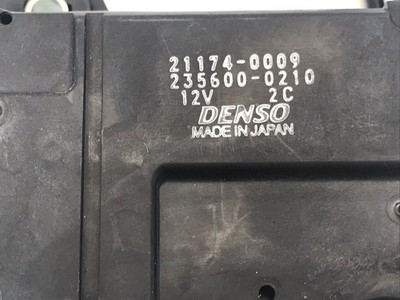 21174-0009
235600-0210
12V 2C
DENSO
MADE IN JAPAN